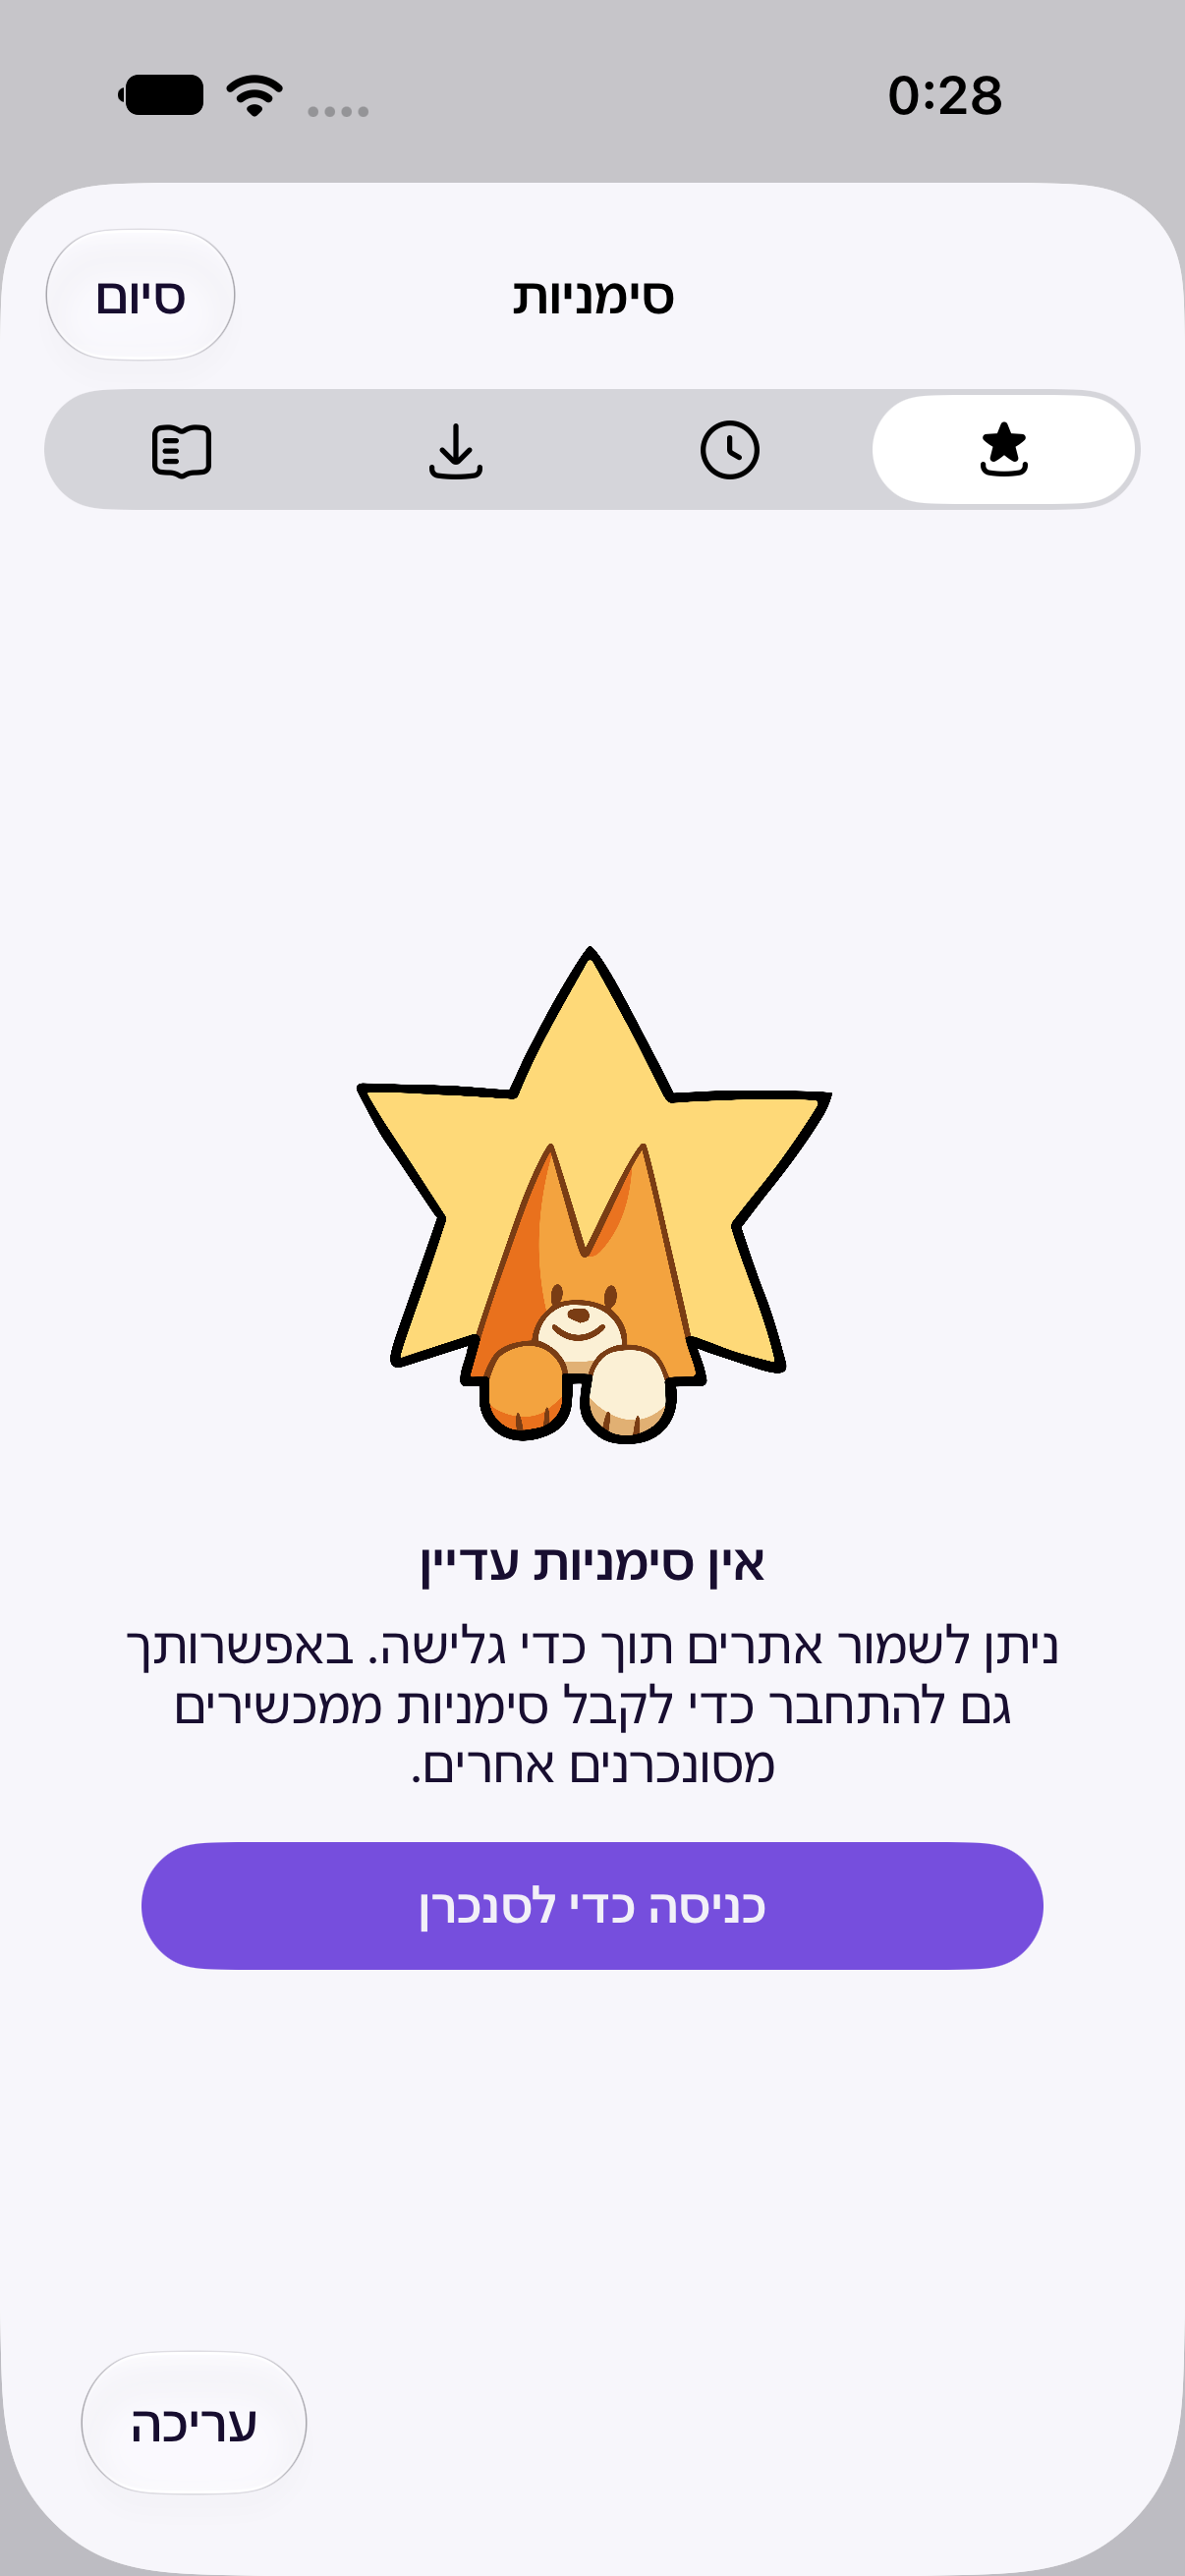 0:28
סימניות
סיום
אין סימניות עדיין
ניתן לשמור אתרים תוך כדי גלישה. באפשרותך
גם להתחבר כדי לקבל סימניות ממכשירים
מסונכרנים אחרים.
כניסה כדי לסנכרן
עריכה